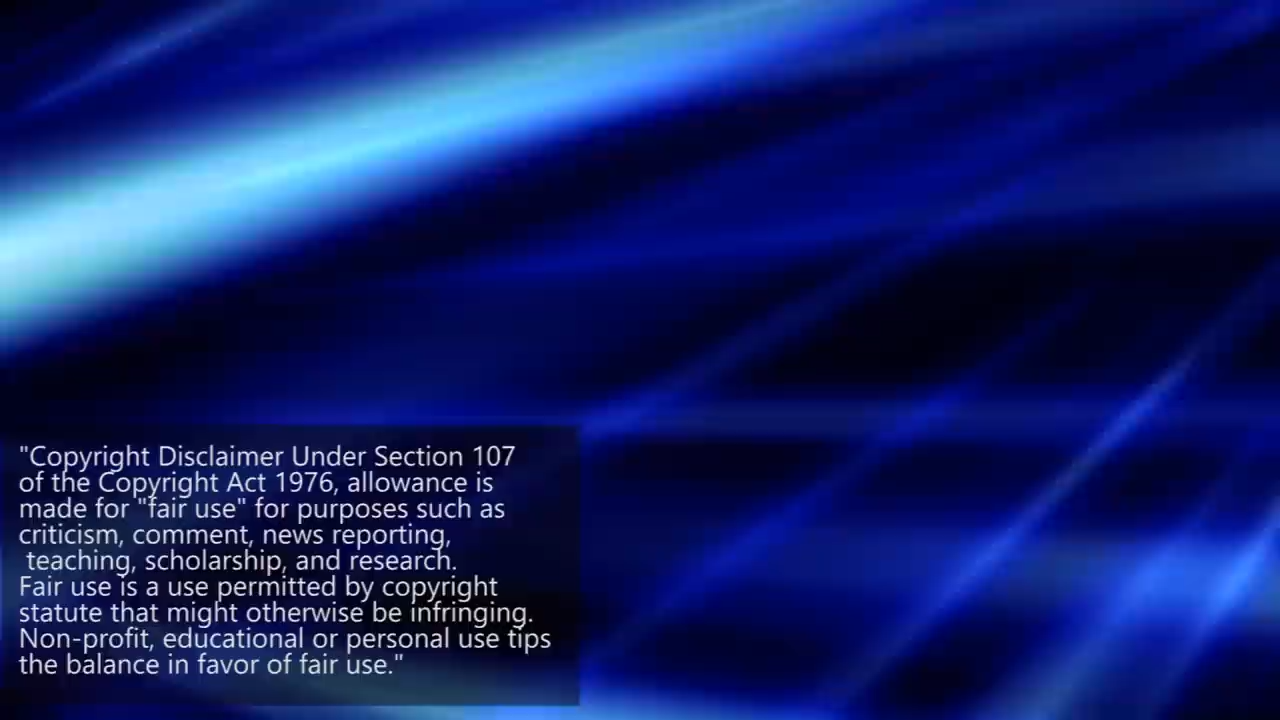 "Copyright Disclaimer Under Section 107
of the Copyright Act 1976, allowance is
made for "fair use" for purposes such as
criticism, comment, news reporting,
teaching, scholarship, and research.
Fair use is a use permitted by copyright
statute that might otherwise be infringing.
Non-profit, educational or personal use tips
the balance in favor of fair use."